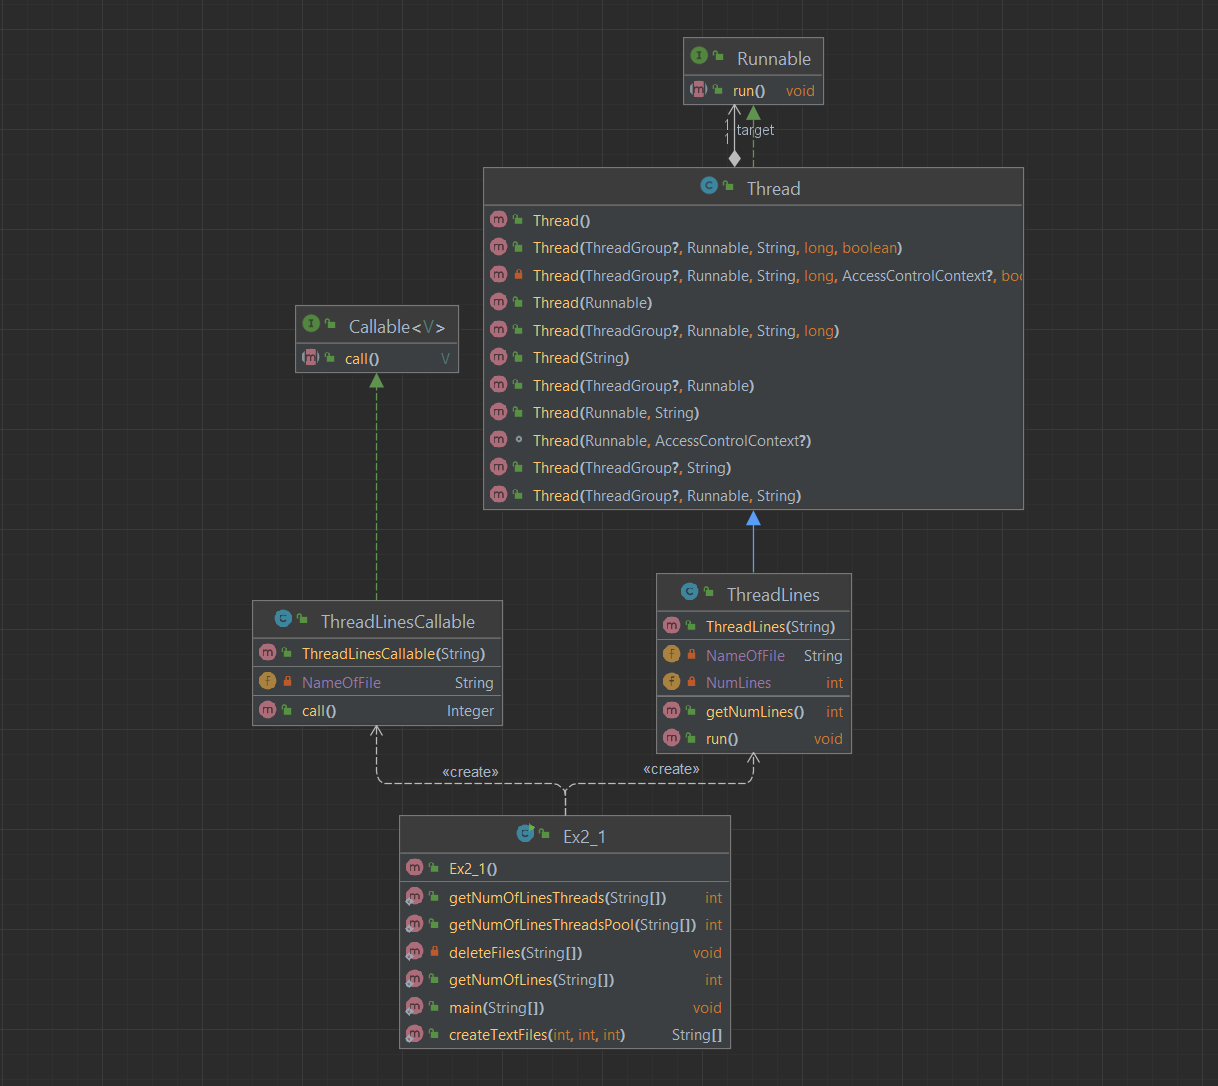 Runnable
run() void
1
1
target
Thread
Thread()
Thread(ThreadGroup?, Runnable, String, long, boolean)
Thread(ThreadGroup?, Runnable, String, long, AccessControlContext?, boo
Thread(Runnable)
Thread(ThreadGroup?, Runnable, String, long)
Thread(String)
Thread(ThreadGroup?, Runnable)
Thread(Runnable, String)
Thread(Runnable, AccessControlContext?)
Thread(ThreadGroup?, String)
Thread(ThreadGroup?, Runnable, String)
Callable<V>
call() V
ThreadLinesCallable
ThreadLinesCallable(String)
NameOfFile String
call() Integer
ThreadLines
ThreadLines(String)
NameOfFile String
NumLines int
getNumLines() int
run() void
«create»
«create»
Ex2_1
Ex2_1()
getNumOfLinesThreads(String[]) int
getNumOfLinesThreadsPool(String[]) int
deleteFiles(String[]) void
getNumOfLines(String[]) int
main(String[]) void
createTextFiles(int, int, int) String[]